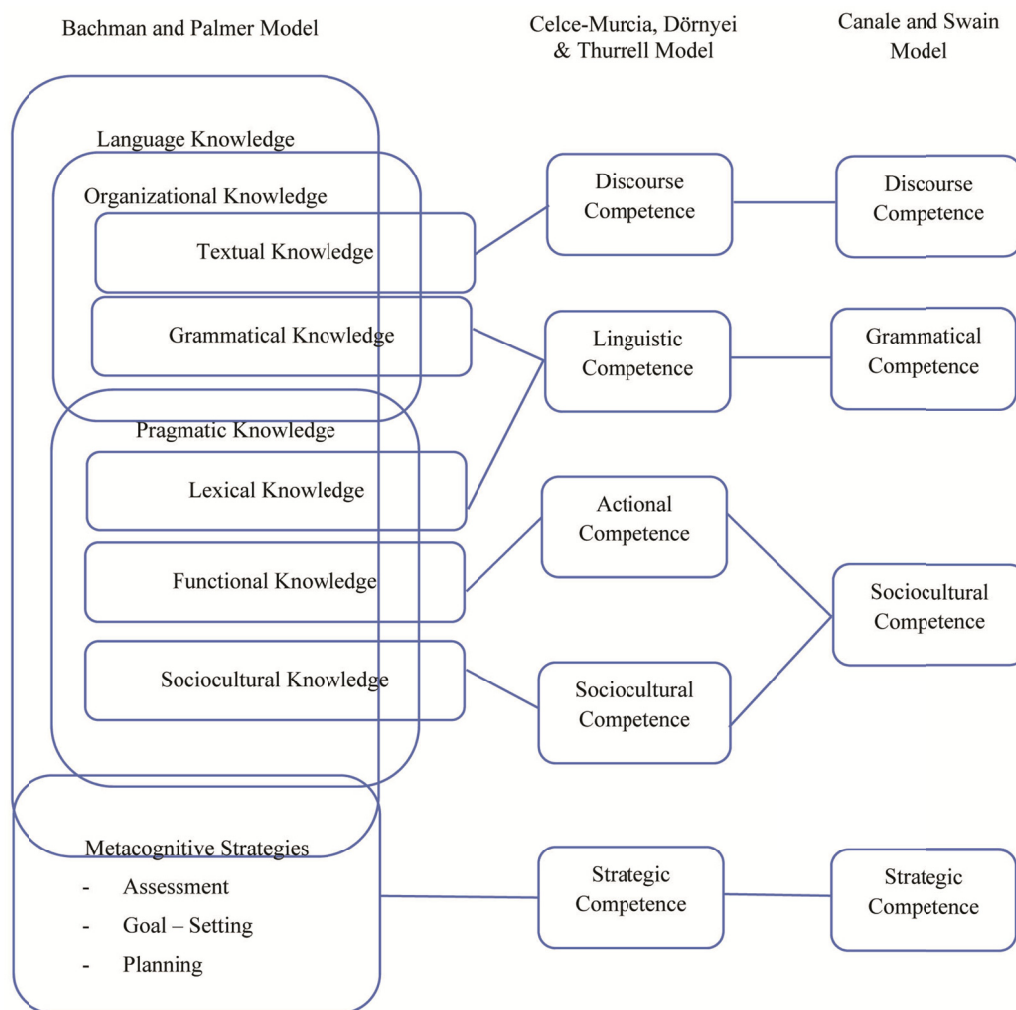 Bachman and Palmer Model
Celce-Murcia, Dörnyei
& Thurrell Model
Canale and Swain
Model
Language Knowledge
Organizational Knowledge
Textual Knowledge
Grammatical Knowledge
Pragmatic Knowledge
Lexical Knowledge
Functional Knowledge
Sociocultural Knowledge
Metacognitive Strategies
- Assessment
- Goal – Setting
- Planning
Discourse
Competence
Linguistic
Competence
Actional
Competence
Sociocultural
Competence
Strategic
Competence
Discourse
Competence
Grammatical
Competence
Sociocultural
Competence
Strategic
Competence